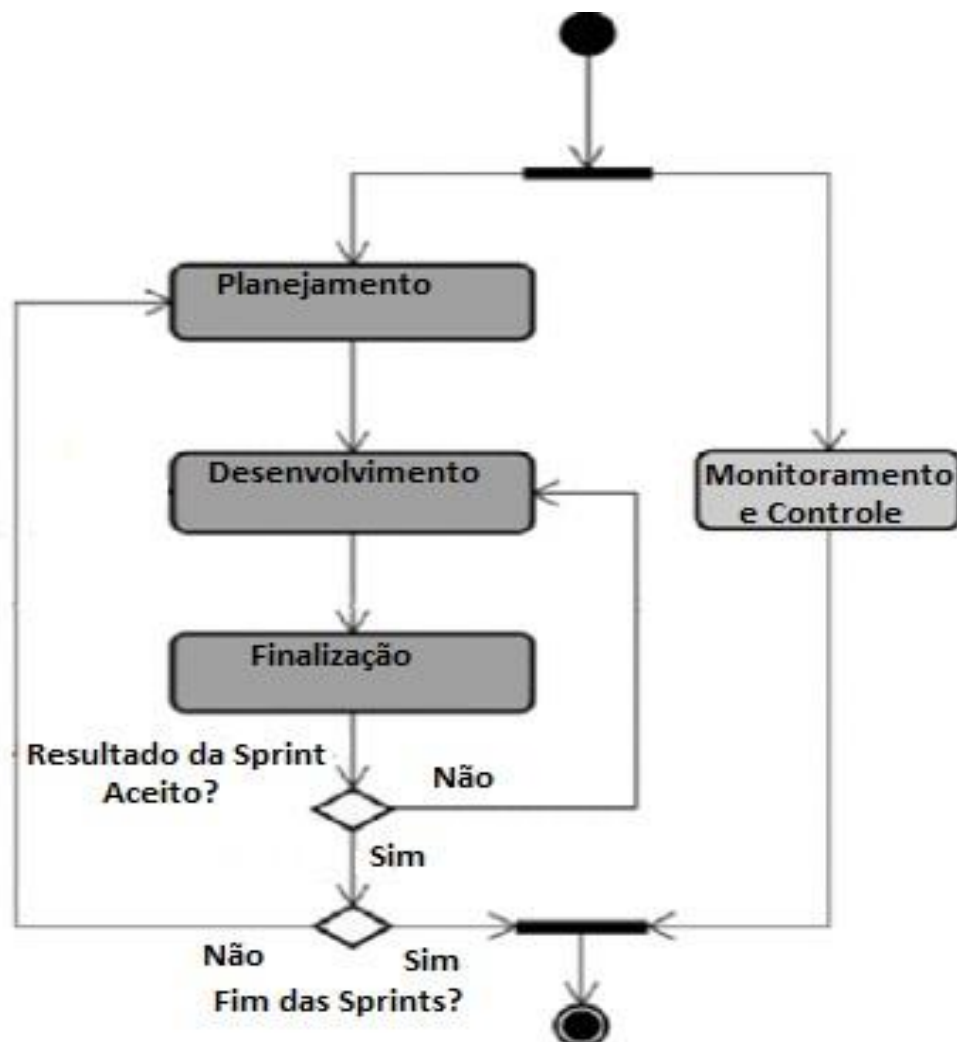 Planejamento
Desenvolvimento
Monitoramento
e Controle
Finalização
Resultado da Sprint
Aceito?
Não
Sim
Não
Sim
Fim das Sprints?